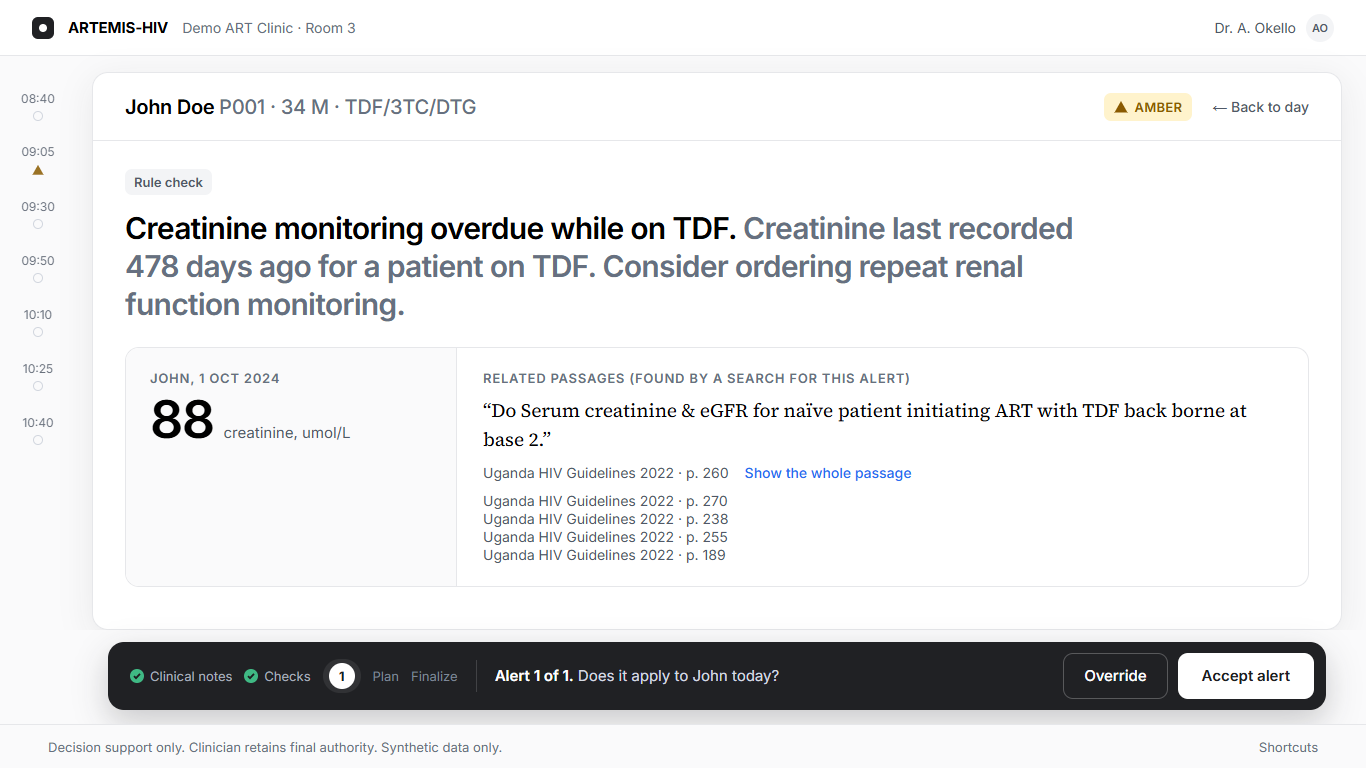 ARTEMIS-HIV Demo ART Clinic · Room 3
Dr. A. Okello AO
08:40
09:05
09:30
09:50
10:10
10:25
10:40
John Doe P001 · 34 M · TDF/3TC/DTG
AMBER
← Back to day
Rule check
Creatinine monitoring overdue while on TDF. Creatinine last recorded
478 days ago for a patient on TDF. Consider ordering repeat renal
function monitoring.
JOHN, 1 OCT 2024
88 creatinine, umol/L
RELATED PASSAGES (FOUND BY A SEARCH FOR THIS ALERT)
“Do Serum creatinine & eGFR for naïve patient initiating ART with TDF back borne at
base 2.”
Uganda HIV Guidelines 2022 · p. 260 Show the whole passage
Uganda HIV Guidelines 2022 · p. 270
Uganda HIV Guidelines 2022 · p. 238
Uganda HIV Guidelines 2022 · p. 255
Uganda HIV Guidelines 2022 · p. 189
Clinical notes Checks 1 Plan Finalize
Alert 1 of 1. Does it apply to John today?
Override
Accept alert
Decision support only. Clinician retains final authority. Synthetic data only.
Shortcuts